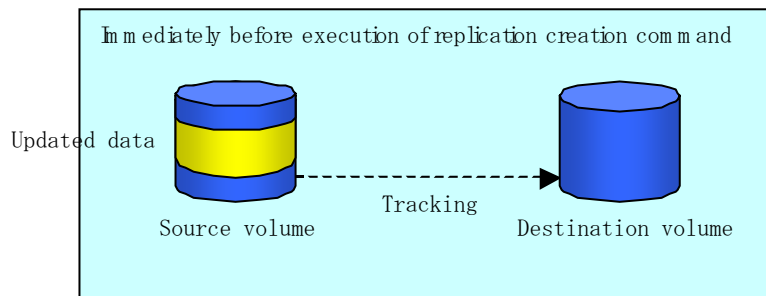 Immediately before execution of replication creation command
Updated data
Tracking
Source volume
Destination volume